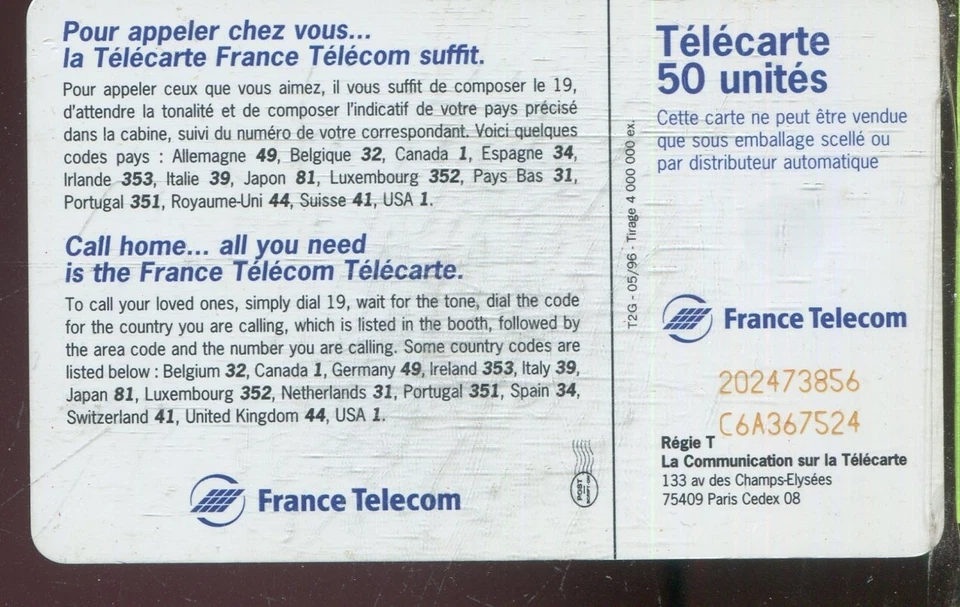 Pour appeler chez vous...
la Télécarte France Télécom suffit.
Pour appeler ceux que vous aimez, il vous suffit de composer le 19,
d'attendre la tonalité et de composer l'indicatif de votre pays précisé
dans la cabine, suivi du numéro de votre correspondant. Voici quelques
codes pays : Allemagne 49, Belgique 32, Canada 1, Espagne 34,
Irlande 353, Italie 39, Japon 81, Luxembourg 352, Pays Bas 31,
Portugal 351, Royaume-Uni 44, Suisse 41, USA 1.
Call home... all you need
is the France Télécom Télécarte.
To call your loved ones, simply dial 19, wait for the tone, dial the code
for the country you are calling, which is listed in the booth, followed by
the area code and the number you are calling. Some country codes are
listed below : Belgium 32, Canada 1, Germany 49, Ireland 353, Italy 39,
Japan 81, Luxembourg 352, Netherlands 31, Portugal 351, Spain 34,
Switzerland 41, United Kingdom 44, USA 1.
France Telecom
POST
T2G - 05/96 - Tirage 4 000 000 ex.
Télécarte
50 unités
Cette carte ne peut être vendue
que sous emballage scellé ou
par distributeur automatique
France Telecom
202473856
C6A367524
Régie T
La Communication sur la Télécarte
133 av des Champs-Elysées
75409 Paris Cedex 08